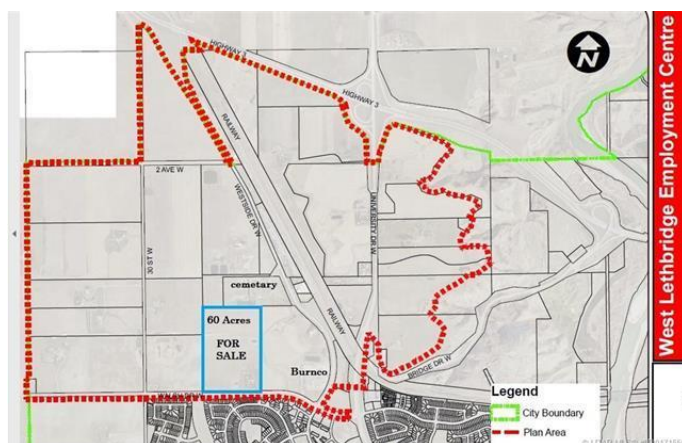 West Lethbridge Employment Centre
N
HIGHWAY 3
HIGHWAY 3
RAILWAY
2 AVE W
WESTSIDE DR W
UNIVERSITY DR W
30 ST W
cemetary
60 Acres
FOR
SALE
RAILWAY
Burnco
BRIDGE DR W
Legend
City Boundary
Plan Area